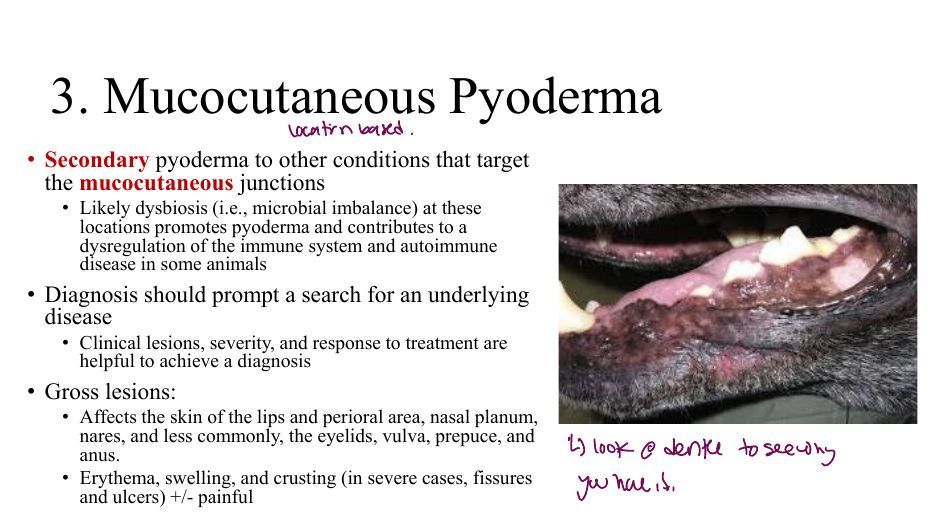 3. Mucocutaneous Pyoderma
location based.
• Secondary pyoderma to other conditions that target
the mucocutaneous junctions
• Likely dysbiosis (i.e., microbial imbalance) at these
locations promotes pyoderma and contributes to a
dysregulation of the immune system and autoimmune
disease in some animals
• Diagnosis should prompt a search for an underlying
disease
• Clinical lesions, severity, and response to treatment are
helpful to achieve a diagnosis
• Gross lesions:
• Affects the skin of the lips and perioral area, nasal planum,
nares, and less commonly, the eyelids, vulva, prepuce, and
anus.
• Erythema, swelling, and crusting (in severe cases, fissures
and ulcers) +/- painful
look @ to see why
you have it.